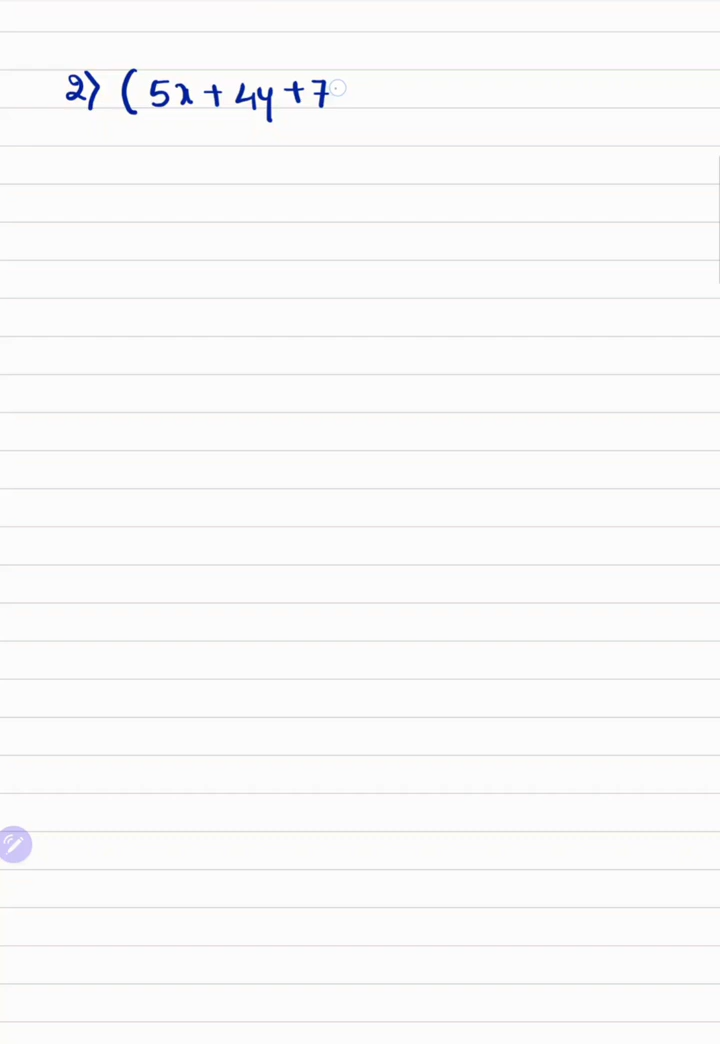 2) (5x + 4y + 7